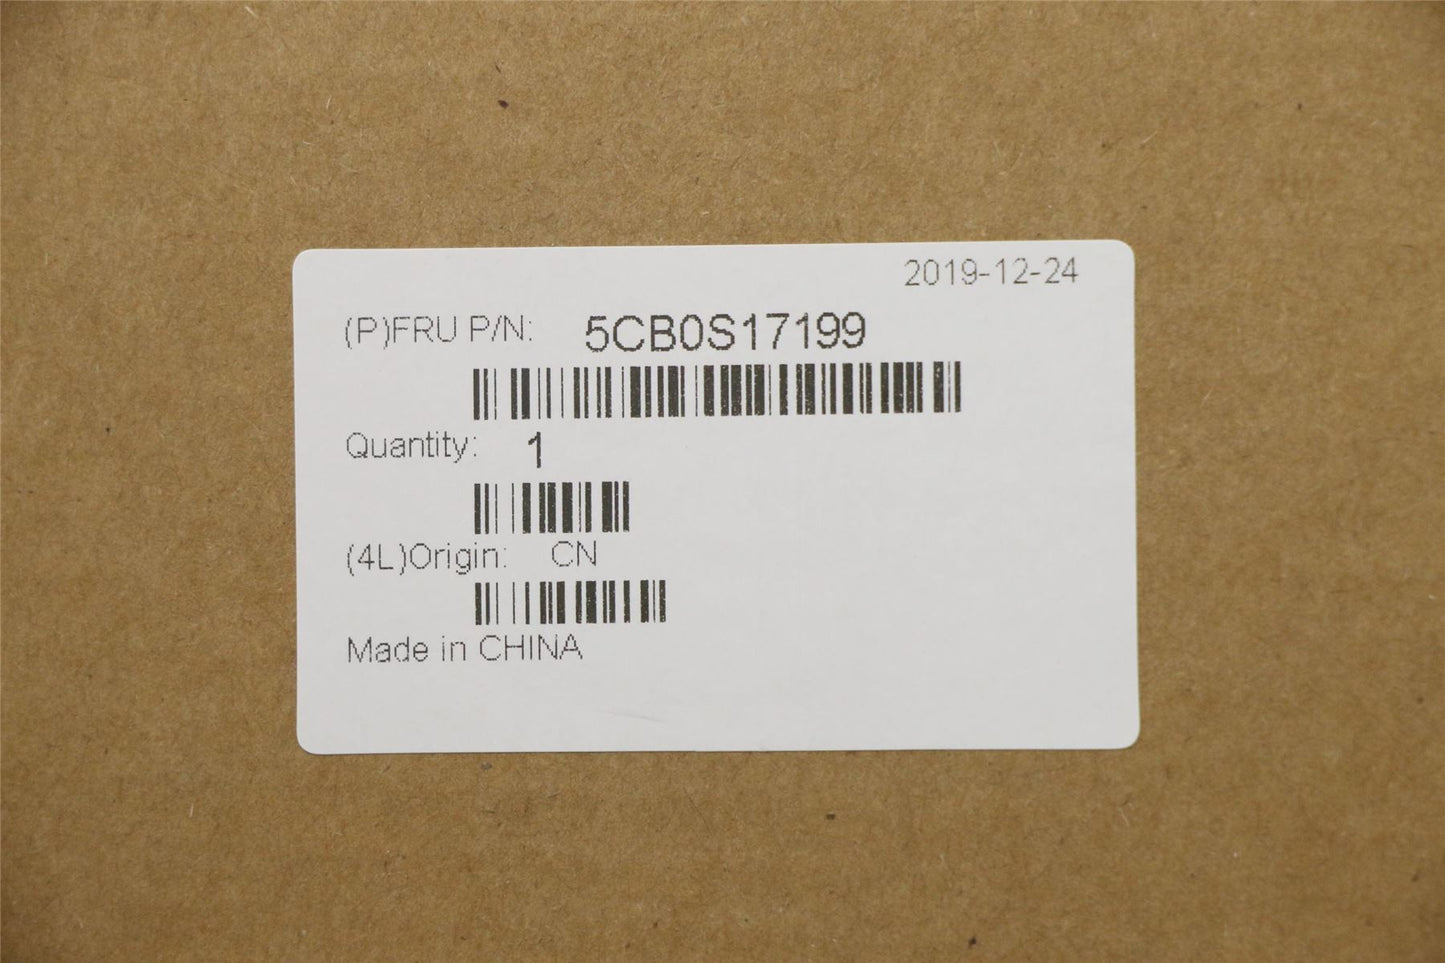 2019-12-24
(P)FRU P/N: 5CB0S17199
Quantity: 1
(4L)Origin: CN
Made in CHINA